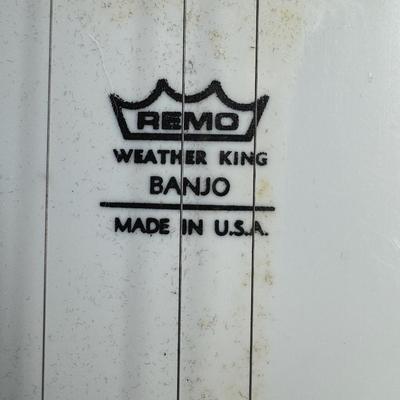 REMO
WEATHER KING
BANJO
MADE IN U.S.A.